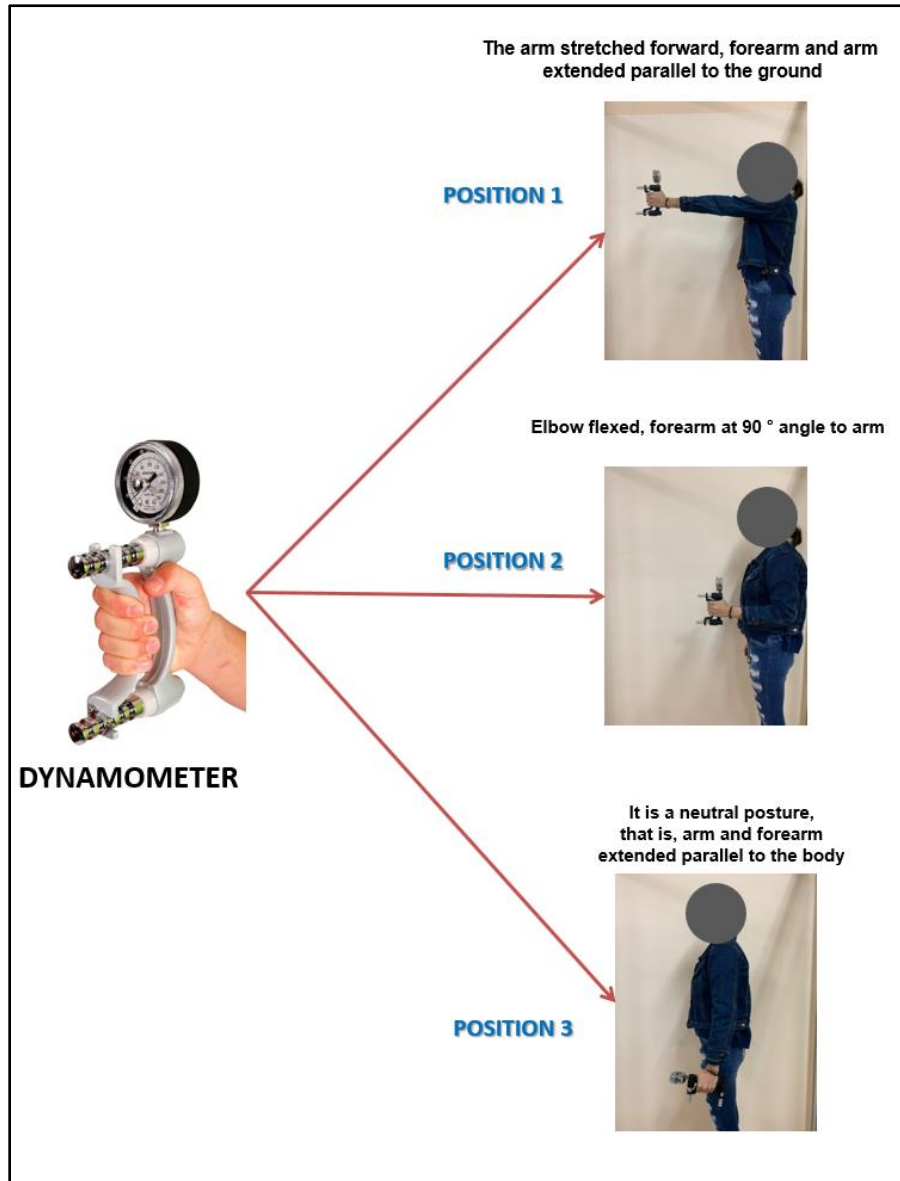 The arm stretched forward, forearm and arm
extended parallel to the ground
POSITION 1
Elbow flexed, forearm at 90 ° angle to arm
POSITION 2
DYNAMOMETER
It is a neutral posture,
that is, arm and forearm
extended parallel to the body
POSITION 3